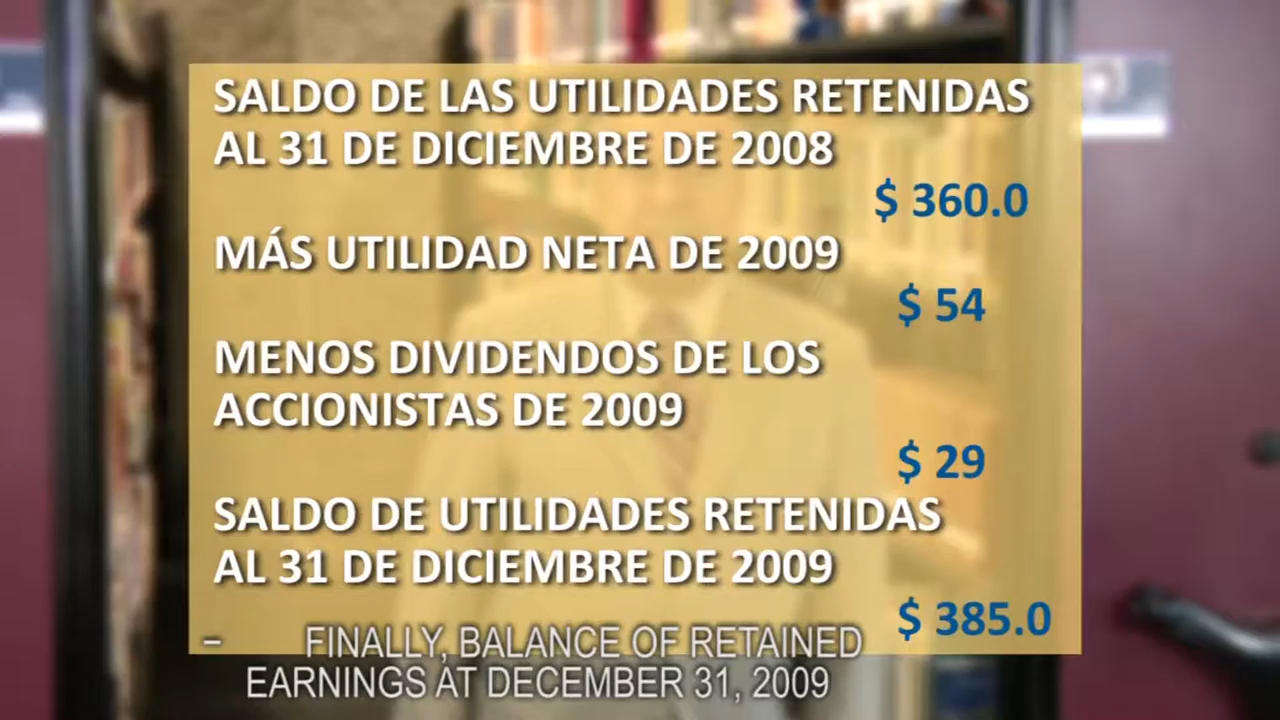 SALDO DE LAS UTILIDADES RETENIDAS
AL 31 DE DICIEMBRE DE 2008
$ 360.0
MÁS UTILIDAD NETA DE 2009
$ 54
MENOS DIVIDENDOS DE LOS
ACCIONISTAS DE 2009
$ 29
SALDO DE UTILIDADES RETENIDAS
AL 31 DE DICIEMBRE DE 2009
$ 385.0
– FINALLY, BALANCE OF RETAINED
EARNINGS AT DECEMBER 31, 2009